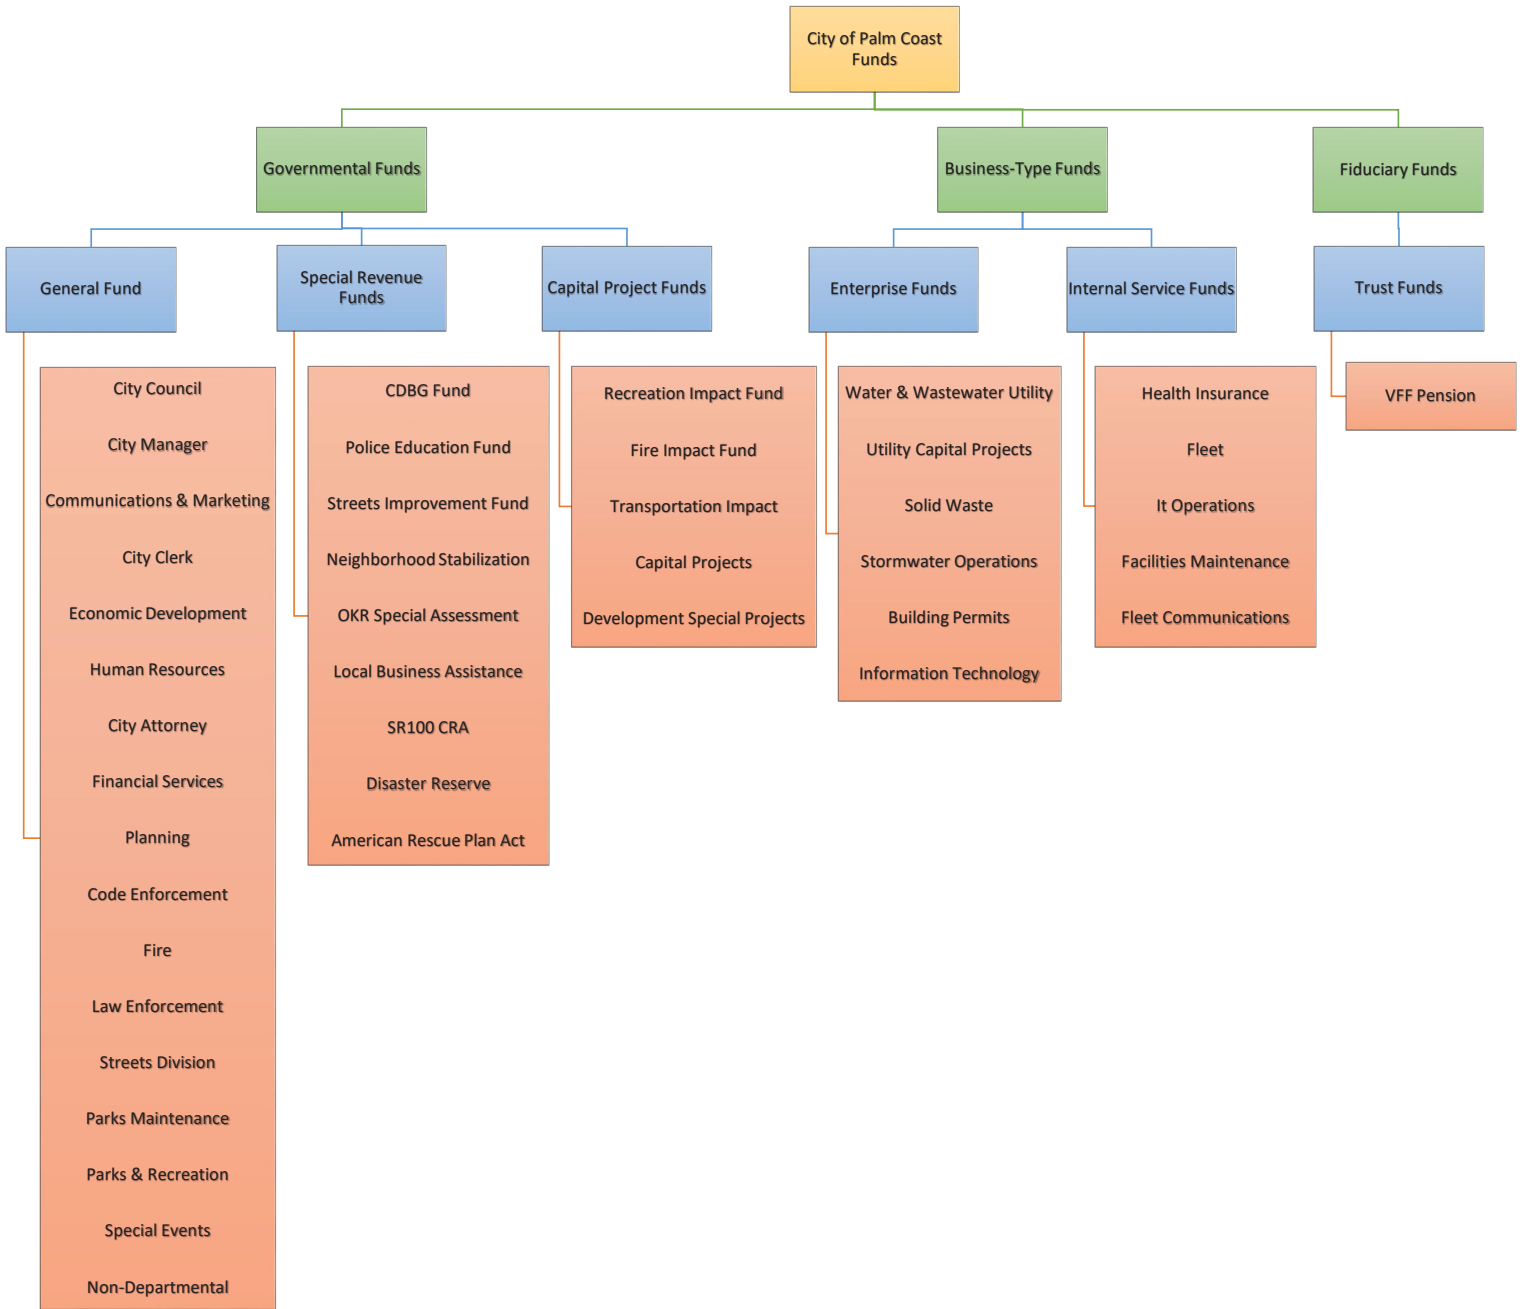 City of Palm Coast
Funds
Governmental Funds
Business-Type Funds
Fiduciary Funds
General Fund
Special Revenue
Funds
Capital Project Funds
Enterprise Funds
Internal Service Funds
Trust Funds
City Council
City Manager
Communications & Marketing
City Clerk
Economic Development
Human Resources
City Attorney
Financial Services
Planning
Code Enforcement
Fire
Law Enforcement
Streets Division
Parks Maintenance
Parks & Recreation
Special Events
Non-Departmental
CDBG Fund
Police Education Fund
Streets Improvement Fund
Neighborhood Stabilization
OKR Special Assessment
Local Business Assistance
SR100 CRA
Disaster Reserve
American Rescue Plan Act
Recreation Impact Fund
Fire Impact Fund
Transportation Impact
Capital Projects
Development Special Projects
Water & Wastewater Utility
Utility Capital Projects
Solid Waste
Stormwater Operations
Building Permits
Information Technology
Health Insurance
Fleet
It Operations
Facilities Maintenance
Fleet Communications
VFF Pension